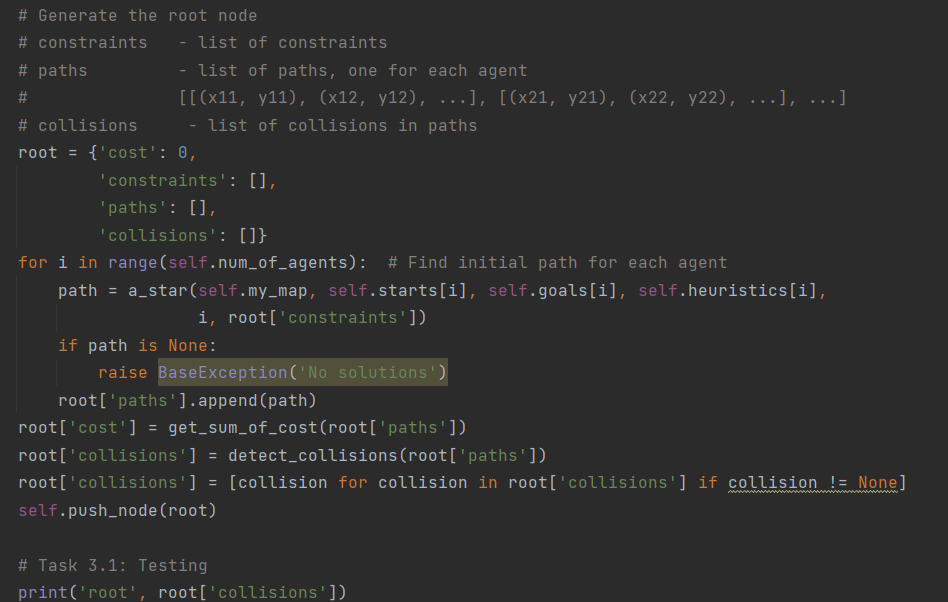 # Generate the root node
# constraints   - list of constraints
# paths         - list of paths, one for each agent
#               [[(x11, y11), (x12, y12), ...], [(x21, y21), (x22, y22), ...], ...]
# collisions     - list of collisions in paths
root = {'cost': 0,
        'constraints': [],
        'paths': [],
        'collisions': []}
for i in range(self.num_of_agents):  # Find initial path for each agent
    path = a_star(self.my_map, self.starts[i], self.goals[i], self.heuristics[i],
                  i, root['constraints'])
    if path is None:
        raise BaseException('No solutions')
    root['paths'].append(path)
root['cost'] = get_sum_of_cost(root['paths'])
root['collisions'] = detect_collisions(root['paths'])
root['collisions'] = [collision for collision in root['collisions'] if collision != None]
self.push_node(root)
# Task 3.1: Testing
print('root', root['collisions'])